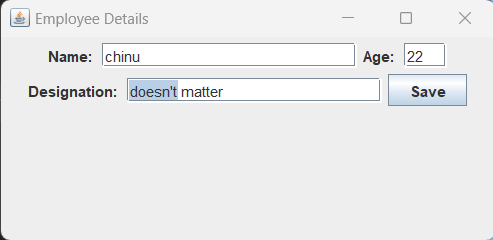 Employee Details
Name: chinu Age: 22
Designation: doesn't matter Save